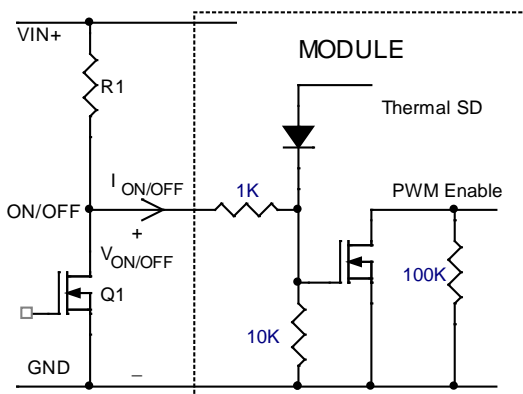 VIN+
MODULE
R1
Thermal SD
I ON/OFF
1K
PWM Enable
ON/OFF
+
V ON/OFF
Q1
100K
10K
GND
_